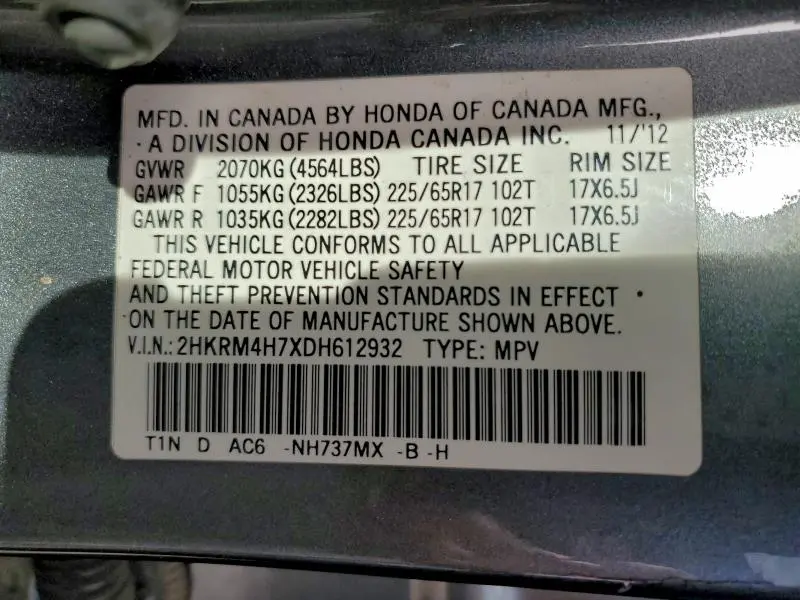 MFD. IN CANADA BY HONDA OF CANADA MFG.,
A DIVISION OF HONDA CANADA INC. 11/'12
GVWR 2070KG (4564LBS) TIRE SIZE RIM SIZE
GAWR F 1055KG (2326LBS) 225/65R17 102T 17X6.5J
GAWR R 1035KG (2282LBS) 225/65R17 102T 17X6.5J
THIS VEHICLE CONFORMS TO ALL APPLICABLE
FEDERAL MOTOR VEHICLE SAFETY
AND THEFT PREVENTION STANDARDS IN EFFECT
ON THE DATE OF MANUFACTURE SHOWN ABOVE.
V.I.N.: 2HKRM4H7XDH612932 TYPE: MPV
T1N D AC6 -NH737MX -B -H